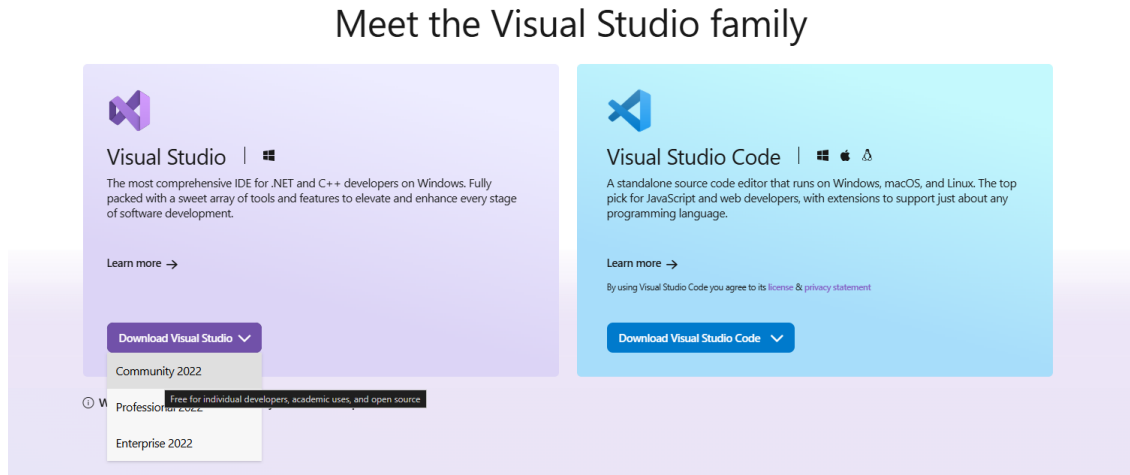 Meet the Visual Studio family
Visual Studio
The most comprehensive IDE for .NET and C++ developers on Windows. Fully
packed with a sweet array of tools and features to elevate and enhance every stage
of software development.
Learn more →
Download Visual Studio
Community 2022
Free for individual developers, academic uses, and open source
Professional 2022
Enterprise 2022
Visual Studio Code
A standalone source code editor that runs on Windows, macOS, and Linux. The top
pick for JavaScript and web developers, with extensions to support just about any
programming language.
Learn more →
By using Visual Studio Code you agree to its license & privacy statement
Download Visual Studio Code